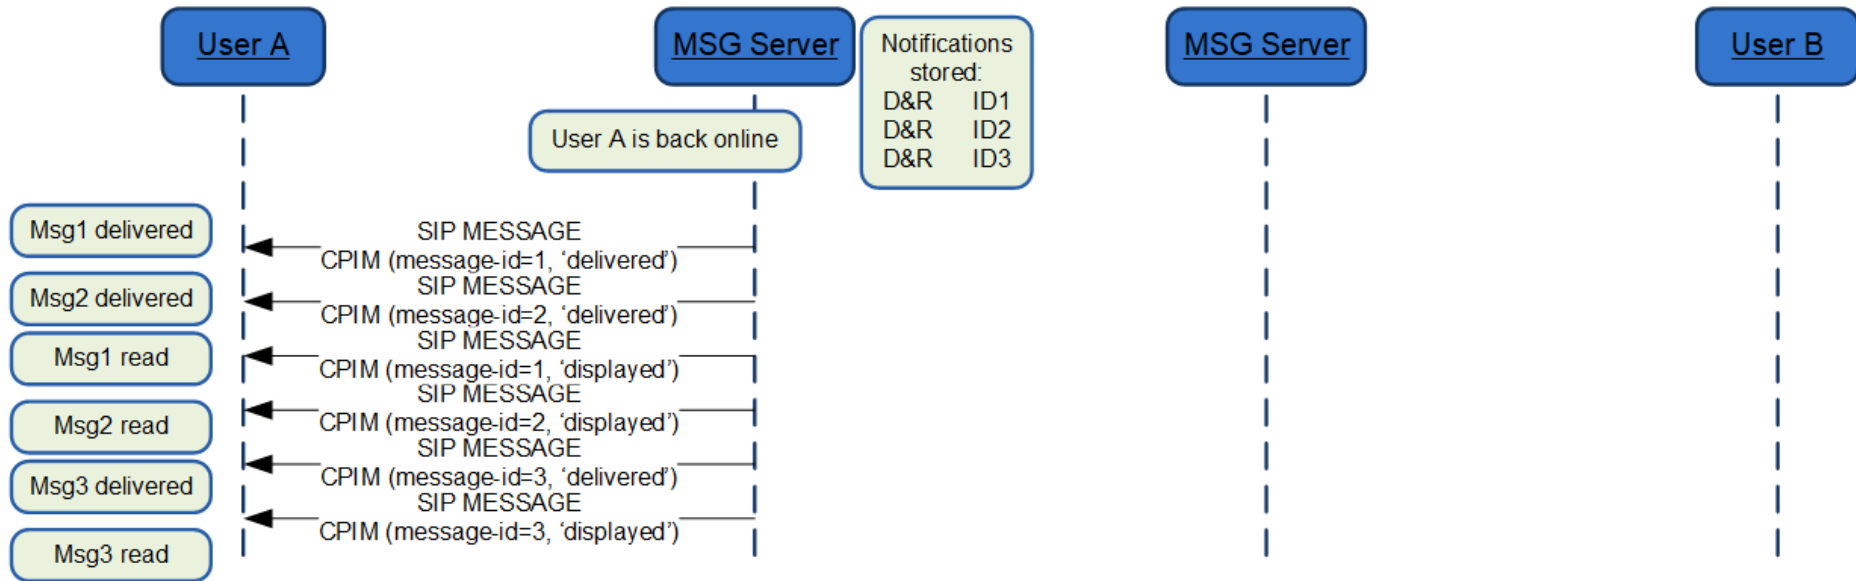 User A
MSG Server
MSG Server
User B
Notifications
stored:
D&R ID1
D&R ID2
D&R ID3
User A is back online
Msg1 delivered
SIP MESSAGE
CPIM (message-id=1, ‘delivered’)
Msg2 delivered
SIP MESSAGE
CPIM (message-id=2, ‘delivered’)
Msg1 read
SIP MESSAGE
CPIM (message-id=1, ‘displayed’)
Msg2 read
SIP MESSAGE
CPIM (message-id=2, ‘displayed’)
Msg3 delivered
SIP MESSAGE
CPIM (message-id=3, ‘delivered’)
Msg3 read
SIP MESSAGE
CPIM (message-id=3, ‘displayed’)